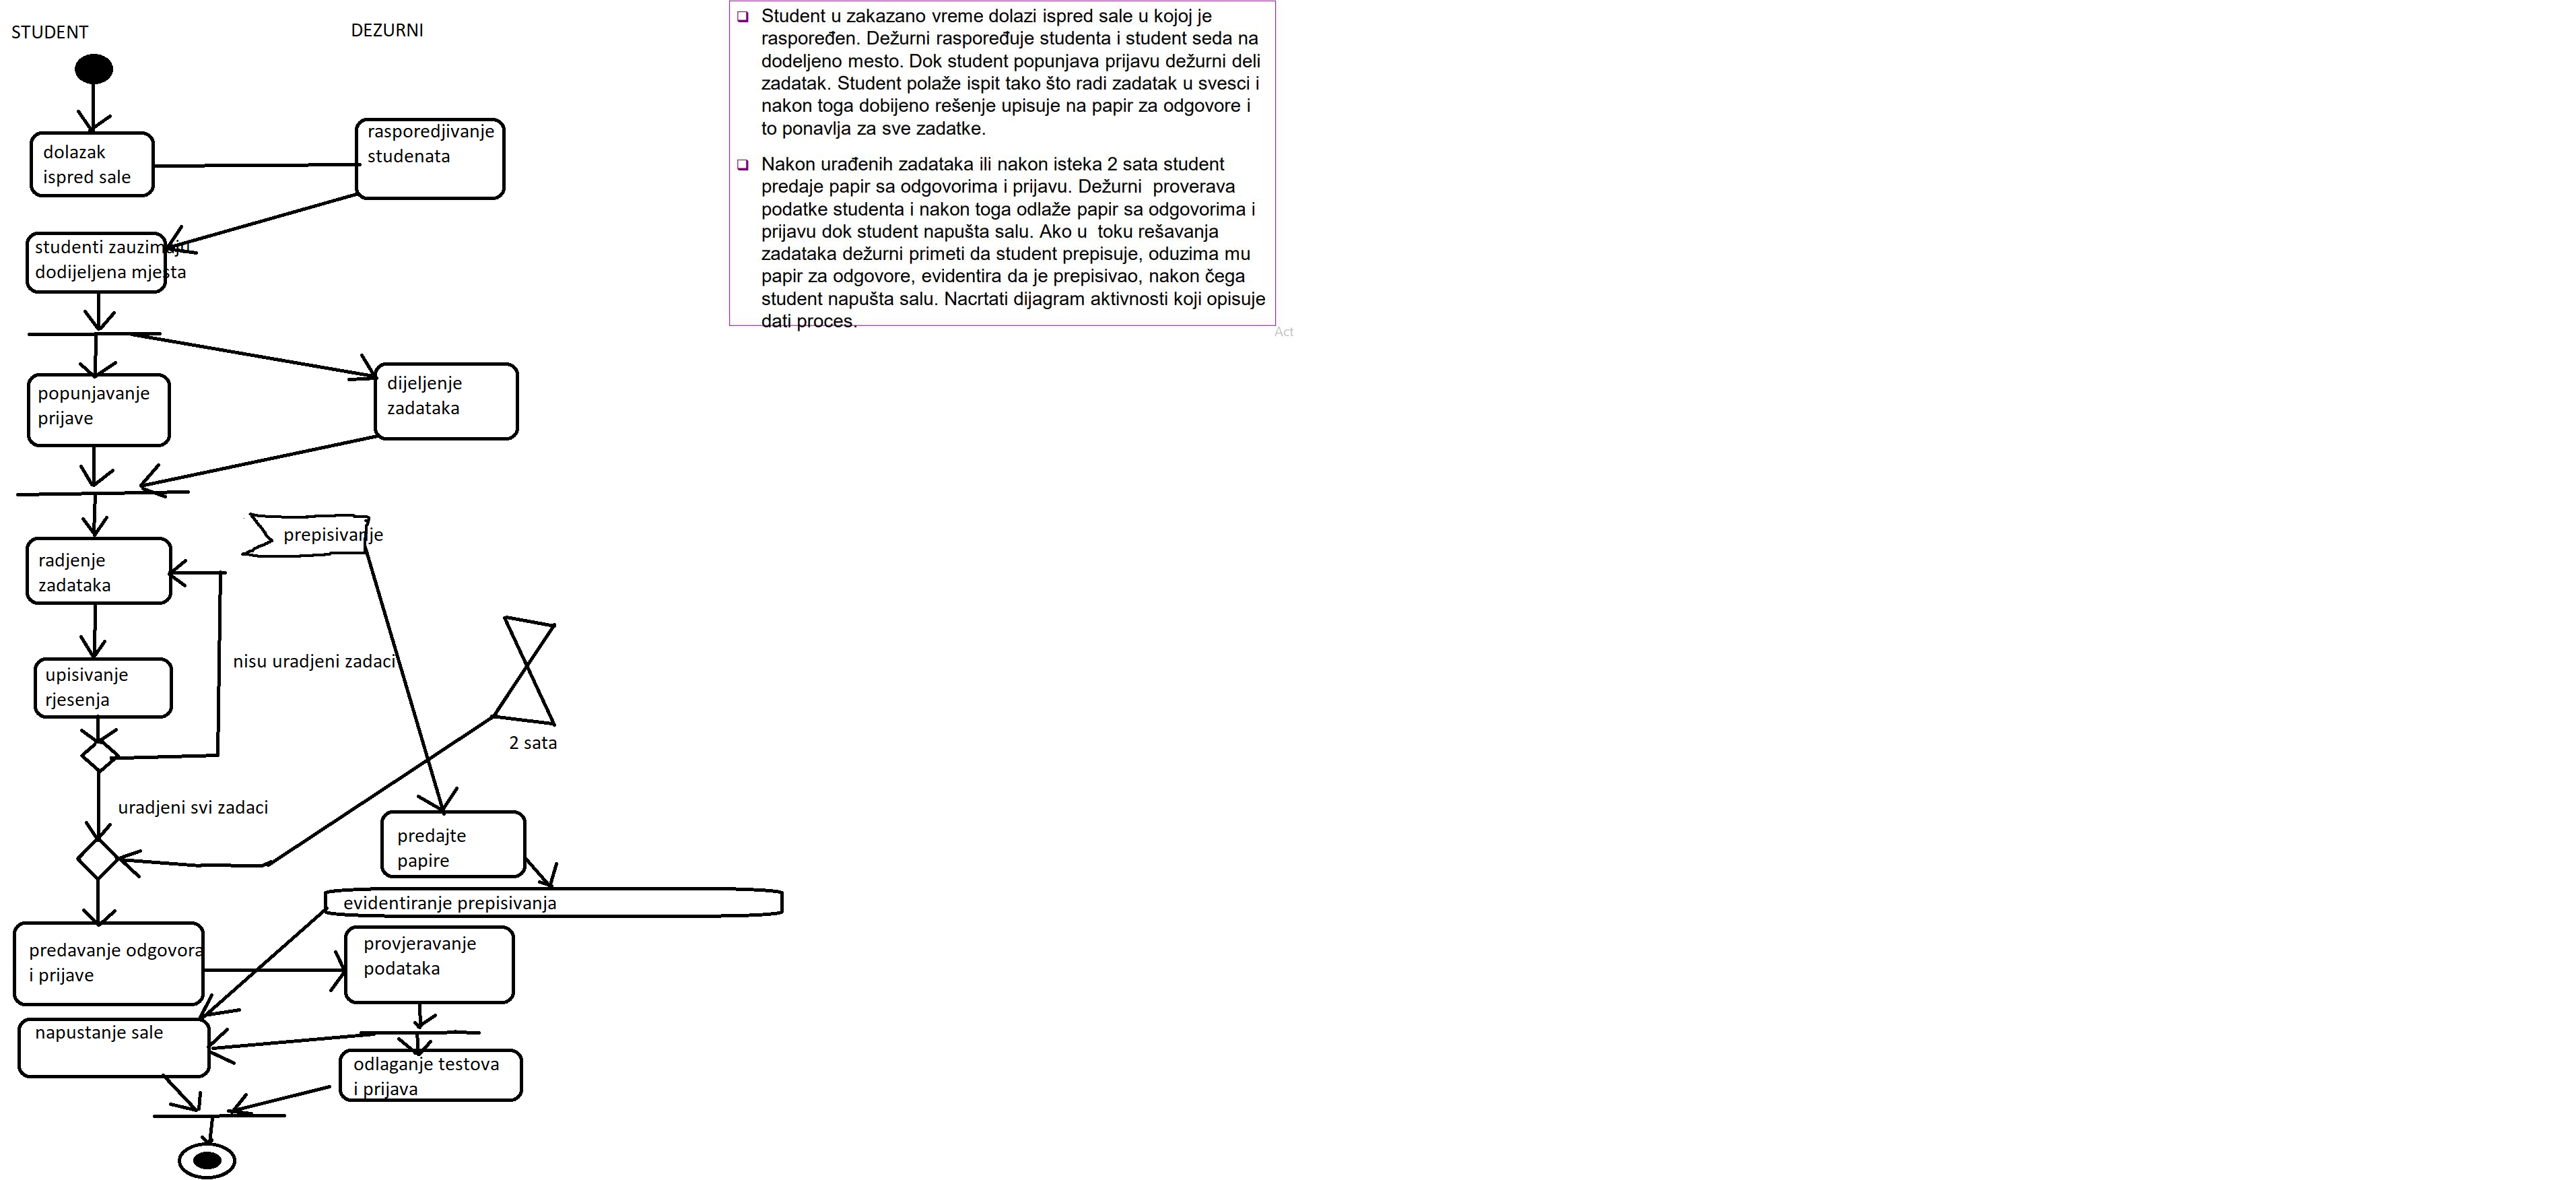 STUDENT
DEZURNI
dolazak
ispred sale
rasporedjivanje
studenata
studenti zauzimaju
dodijeljena mjesta
popunjavanje
prijave
dijeljenje
zadataka
prepisivanje
radjenje
zadataka
nisu uradjeni zadaci
upisivanje
rjesenja
2 sata
uradjeni svi zadaci
predajte
papire
evidentiranje prepisivanja
predavanje odgovora
i prijave
provjeravanje
podataka
napustanje sale
odlaganje testova
i prijava
Student u zakazano vreme dolazi ispred sale u kojoj je
raspoređen. Dežurni raspoređuje studenta i student seda na
dodeljeno mesto. Dok student popunjava prijavu dežurni deli
zadatak. Student polaže ispit tako što radi zadatak u svesci i
nakon toga dobijeno rešenje upisuje na papir za odgovore i
to ponavlja za sve zadatke.
Nakon urađenih zadataka ili nakon isteka 2 sata student
predaje papir sa odgovorima i prijavu. Dežurni  proverava
podatke studenta i nakon toga odlaže papir sa odgovorima i
prijavu dok student napušta salu. Ako u  toku rešavanja
zadataka dežurni primeti da student prepisuje, oduzima mu
papir za odgovore, evidentira da je prepisivao, nakon čega
student napušta salu. Nacrtati dijagram aktivnosti koji opisuje
dati proces.
Act